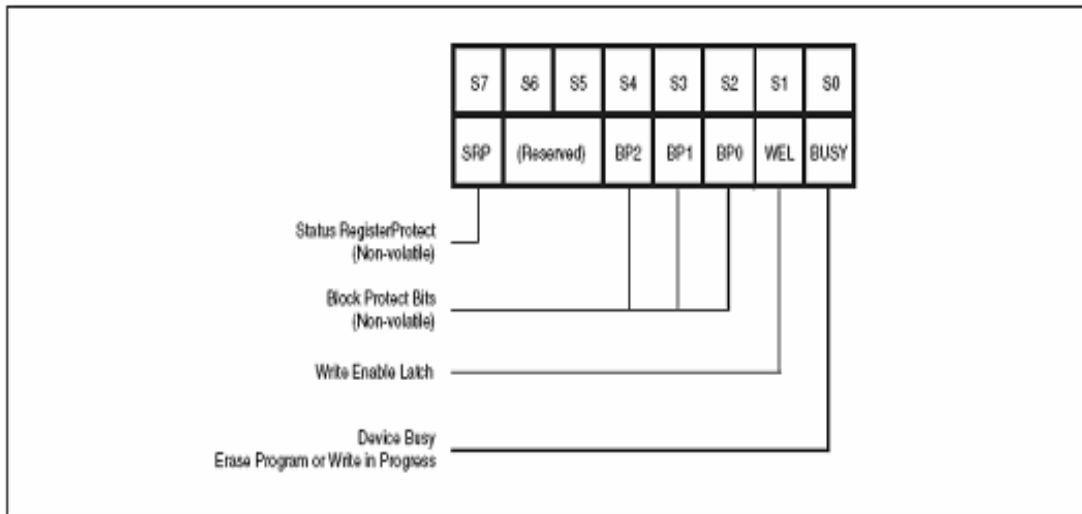 S7 S6 S5 S4 S3 S2 S1 S0
SRP (Reserved) BP2 BP1 BP0 WEL BUSY
Status RegisterProtect
(Non-volatile)
Block Protect Bits
(Non-volatile)
Write Enable Latch
Device Busy
Erase Program or Write in Progress